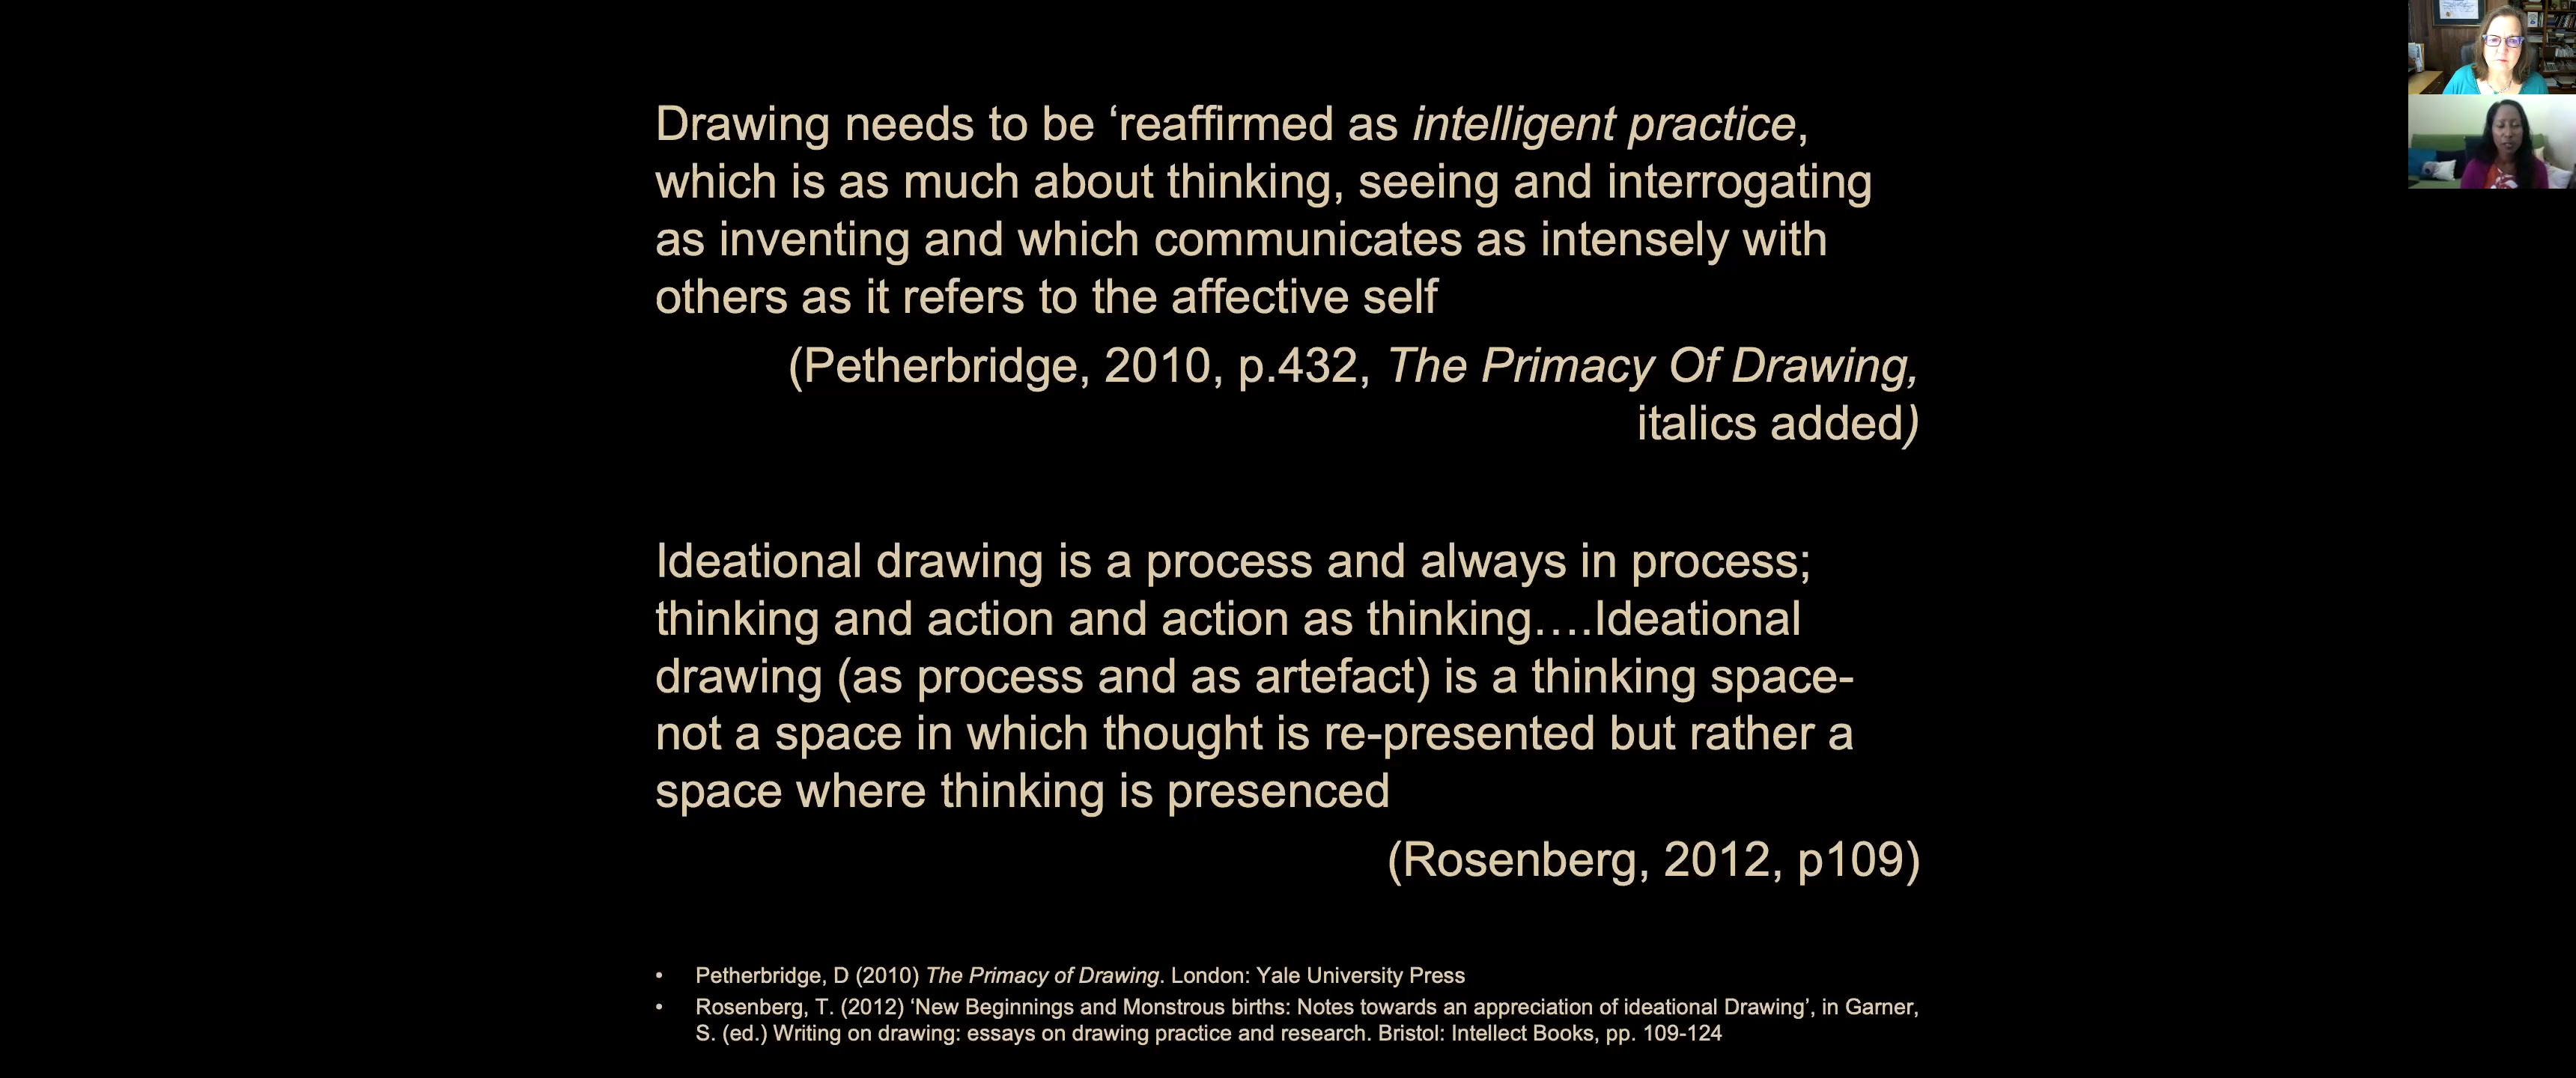 Drawing needs to be ‘reaffirmed as intelligent practice,
which is as much about thinking, seeing and interrogating
as inventing and which communicates as intensely with
others as it refers to the affective self
(Petherbridge, 2010, p.432, The Primacy Of Drawing,
italics added)
Ideational drawing is a process and always in process;
thinking and action and action as thinking….Ideational
drawing (as process and as artefact) is a thinking space-
not a space in which thought is re-presented but rather a
space where thinking is presenced
(Rosenberg, 2012, p109)
• Petherbridge, D (2010) The Primacy of Drawing. London: Yale University Press
• Rosenberg, T. (2012) ‘New Beginnings and Monstrous births: Notes towards an appreciation of ideational Drawing’, in Garner,
S. (ed.) Writing on drawing: essays on drawing practice and research. Bristol: Intellect Books, pp. 109-124